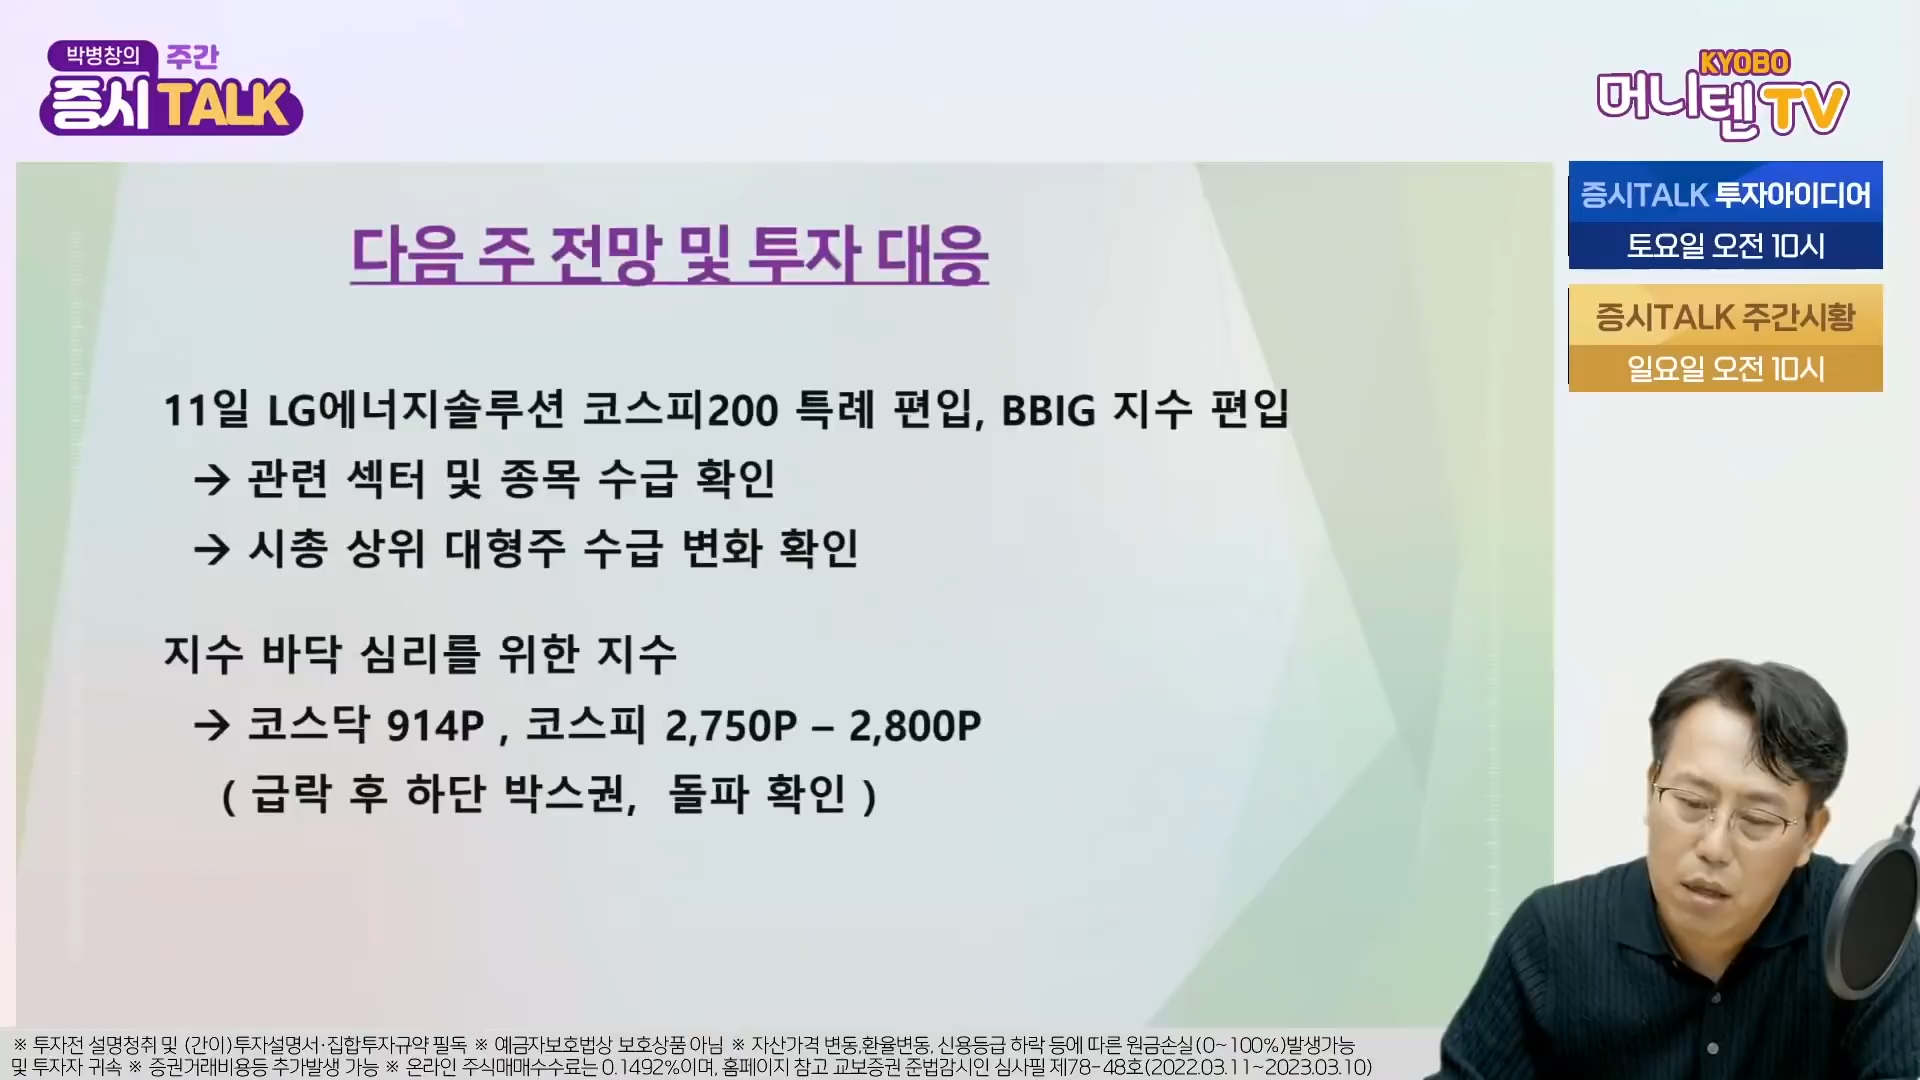 박병창의 주간
증시 TALK
KYOBO
머니텐 TV
증시TALK 투자아이디어
토요일 오전 10시
증시TALK 주간시황
일요일 오전 10시
다음 주 전망 및 투자 대응
11일 LG에너지솔루션 코스피200 특례 편입, BBIG 지수 편입
→ 관련 섹터 및 종목 수급 확인
→ 시총 상위 대형주 수급 변화 확인
지수 바닥 심리를 위한 지수
→ 코스닥 914P , 코스피 2,750P – 2,800P
( 급락 후 하단 박스권, 돌파 확인 )
※ 투자전 설명청취 및 (간이)투자설명서·집합투자규약 필독 ※ 예금자보호법상 보호상품 아님 ※ 자산가격 변동,환율변동, 신용등급 하락 등에 따른 원금손실(0~100%)발생가능
및 투자자 귀속 ※ 증권거래비용등 추가발생 가능 ※ 온라인 주식매매수수료는 0.1492%이며, 홈페이지 참고 교보증권 준법감시인 심사필 제78-48호(2022.03.11~2023.03.10)